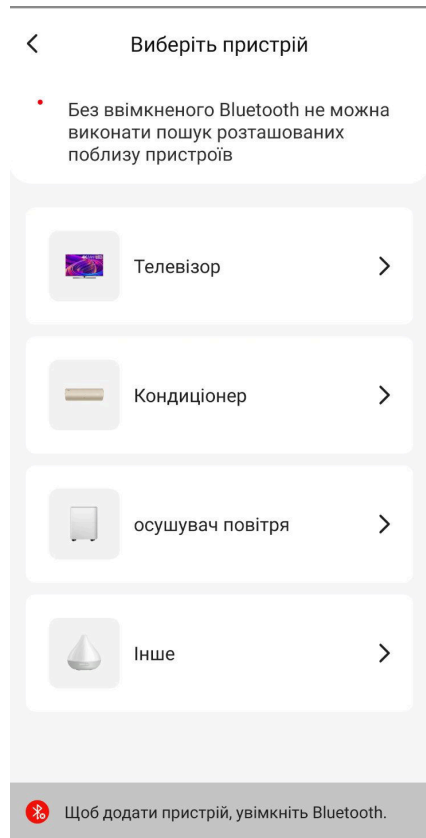 Виберіть пристрій
Без ввімкненого Bluetooth не можна
виконати пошук розташованих
поблизу пристроїв
Телевізор
Кондиціонер
осушувач повітря
Інше
Щоб додати пристрій, увімкніть Bluetooth.